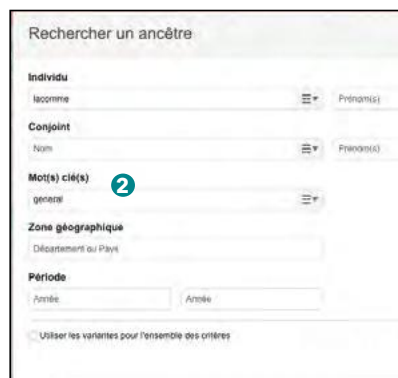 Rechercher un ancêtre
Individu
lacomme Prénom(s)
Conjoint
Nom Prénom(s)
Mot(s) clé(s) 2
general
Zone géographique
Département ou Pays
Période
Année Année
Utiliser les variantes pour l'ensemble des critères